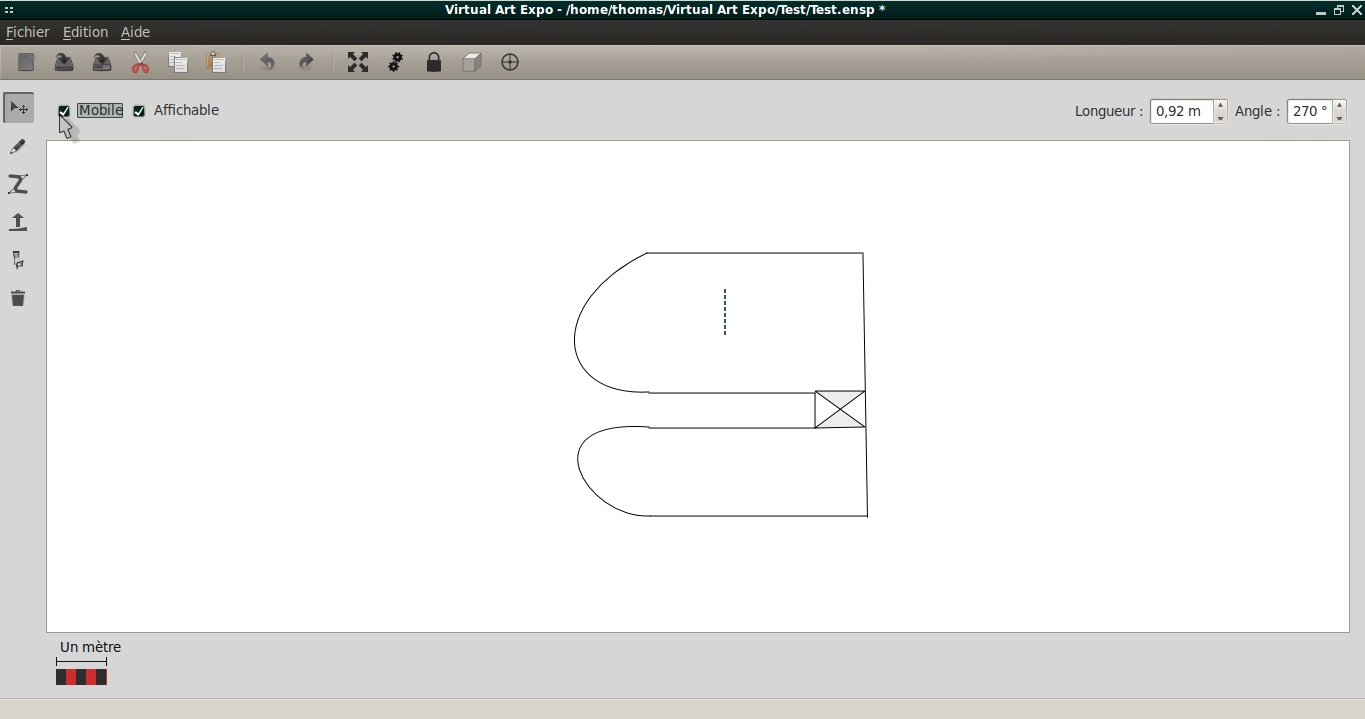 Virtual Art Expo - /home/thomas/Virtual Art Expo/Test/Test.ensp *
Fichier Edition Aide
Mobile Affichable Longueur : 0,92 m Angle : 270 °
Un mètre